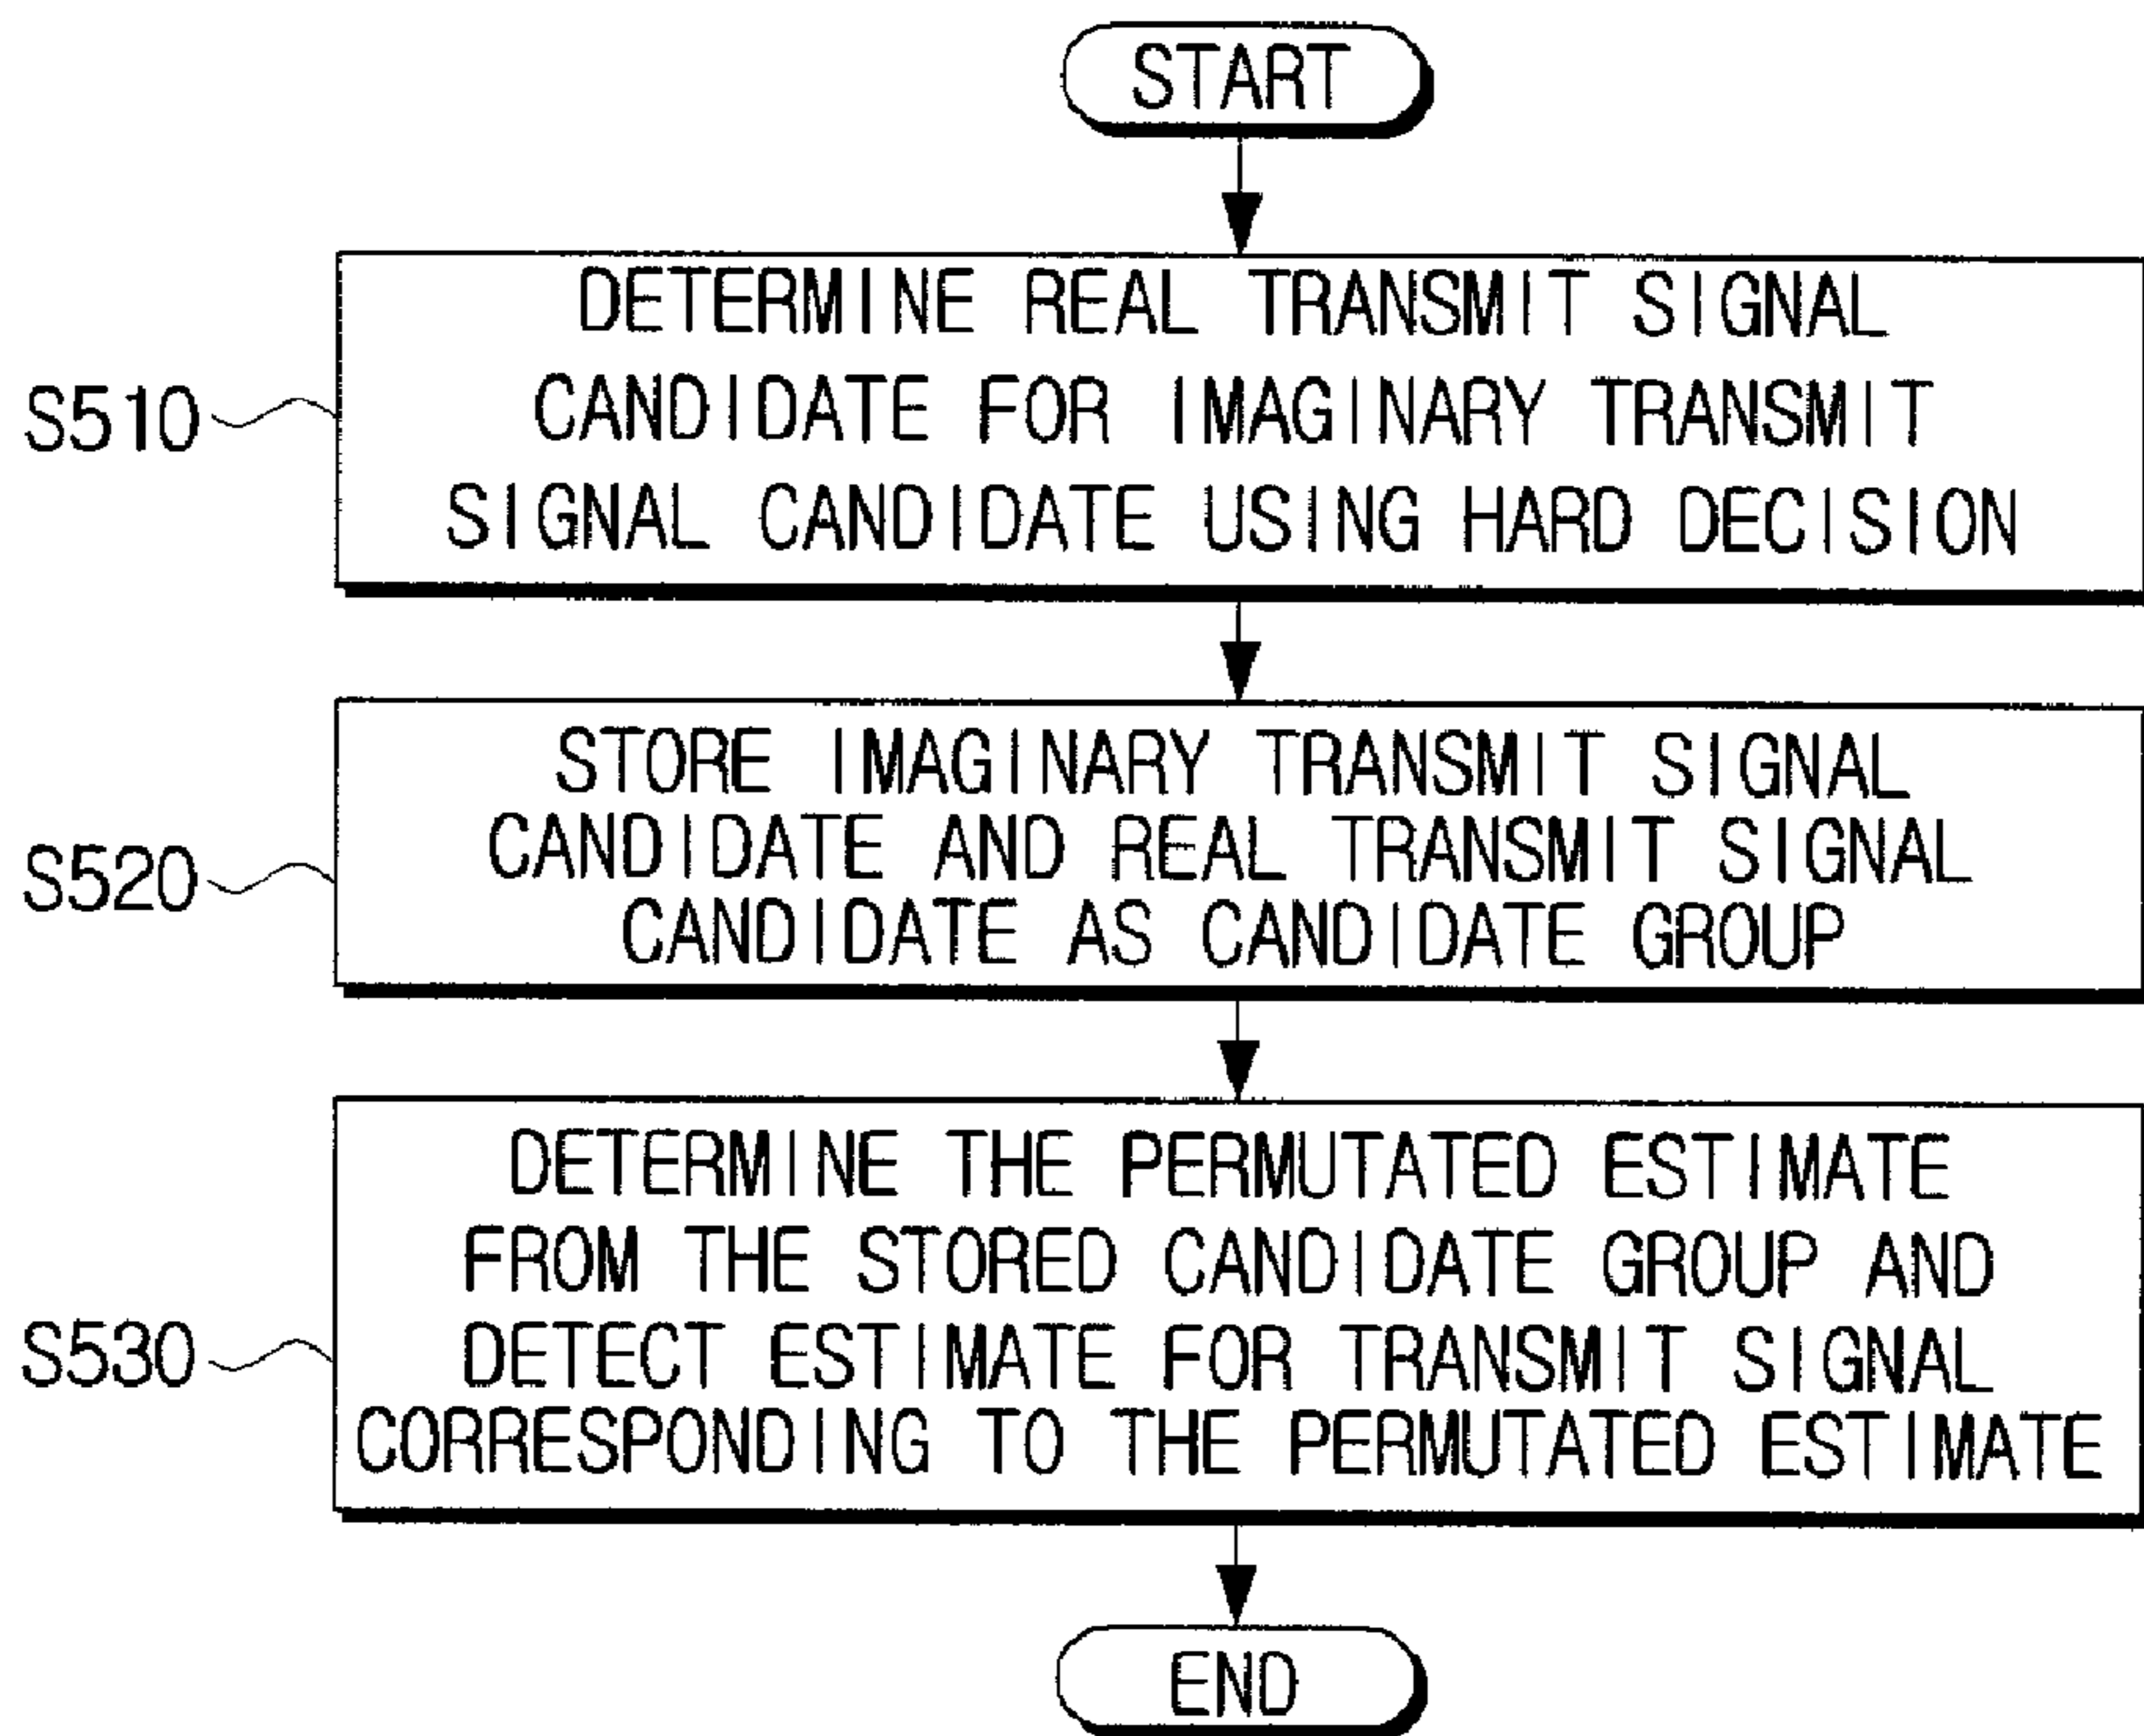 START
DETERMINE REAL TRANSMIT SIGNAL
CANDIDATE FOR IMAGINARY TRANSMIT
SIGNAL CANDIDATE USING HARD DECISION
S510
STORE IMAGINARY TRANSMIT SIGNAL
CANDIDATE AND REAL TRANSMIT SIGNAL
CANDIDATE AS CANDIDATE GROUP
S520
DETERMINE THE PERMUTATED ESTIMATE
FROM THE STORED CANDIDATE GROUP AND
DETECT ESTIMATE FOR TRANSMIT SIGNAL
CORRESPONDING TO THE PERMUTATED ESTIMATE
S530
END